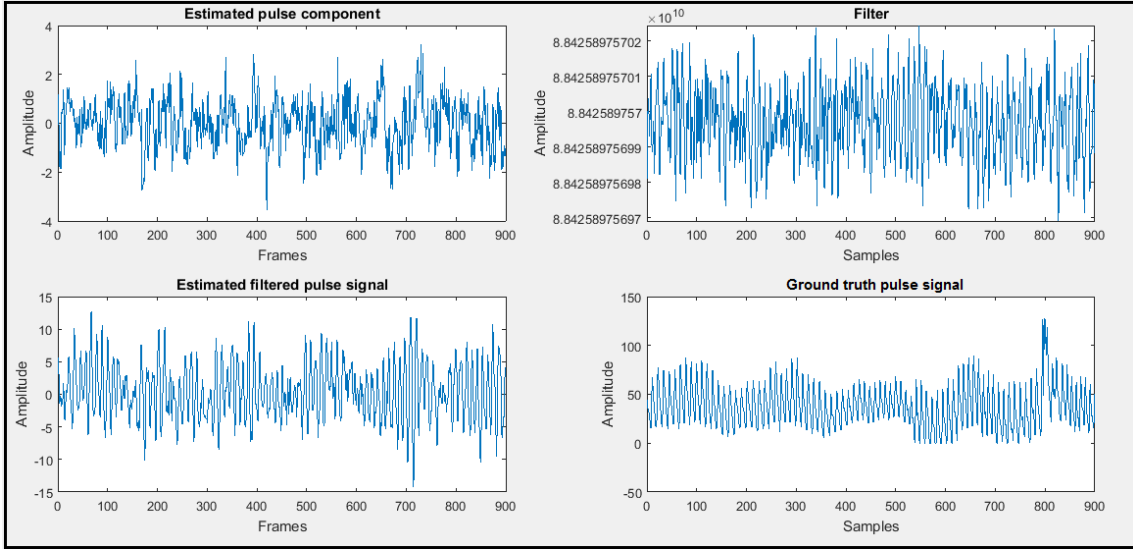 Estimated pulse component
Amplitude
4
2
0
-2
-4
0 100 200 300 400 500 600 700 800 900
Frames
Filter
×10^10
Amplitude
8.84258975702
8.84258975701
8.842589757
8.84258975699
8.84258975698
8.84258975697
0 100 200 300 400 500 600 700 800 900
Samples
Estimated filtered pulse signal
Amplitude
15
10
5
0
-5
-10
-15
0 100 200 300 400 500 600 700 800 900
Frames
Ground truth pulse signal
Amplitude
150
100
50
0
-50
0 100 200 300 400 500 600 700 800 900
Samples